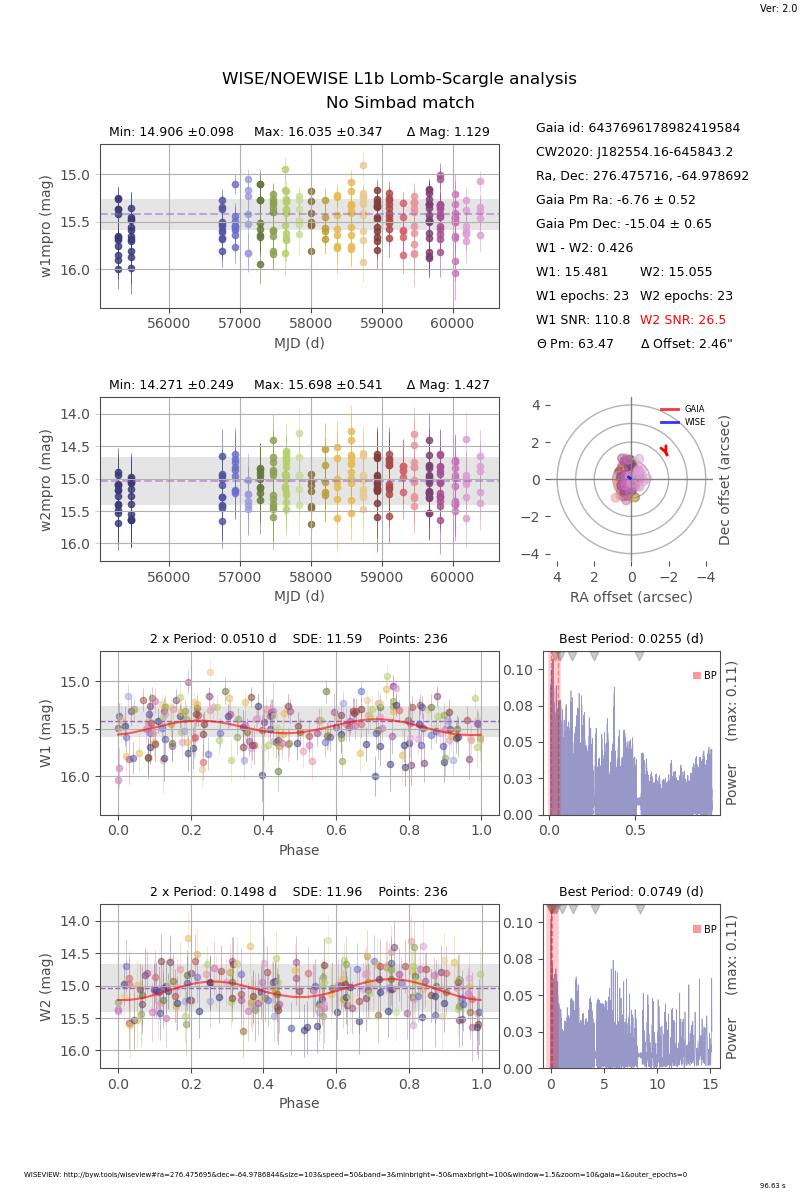 Ver: 2.0
WISE/NOEWISE L1b Lomb-Scargle analysis
No Simbad match
Min: 14.906 ±0.098 Max: 16.035 ±0.347 Δ Mag: 1.129
15.0
15.5
16.0
w1mpro (mag)
56000 57000 58000 59000 60000
MJD (d)
Gaia id: 6437696178982419584
CW2020: J182554.16-645843.2
Ra, Dec: 276.475716, -64.978692
Gaia Pm Ra: -6.76 ± 0.52
Gaia Pm Dec: -15.04 ± 0.65
W1 - W2: 0.426
W1: 15.481 W2: 15.055
W1 epochs: 23 W2 epochs: 23
W1 SNR: 110.8 W2 SNR: 26.5
Θ Pm: 63.47 Δ Offset: 2.46"
Min: 14.271 ±0.249 Max: 15.698 ±0.541 Δ Mag: 1.427
14.0
14.5
15.0
15.5
16.0
w2mpro (mag)
56000 57000 58000 59000 60000
MJD (d)
4
2
0
−2
−4
GAIA
WISE
Dec offset (arcsec)
4 2 0 −2 −4
RA offset (arcsec)
2 x Period: 0.0510 d SDE: 11.59 Points: 236
15.0
15.5
16.0
W1 (mag)
0.0 0.2 0.4 0.6 0.8 1.0
Phase
Best Period: 0.0255 (d)
0.10
0.08
0.05
0.03
0.00
BP
Power (max: 0.11)
0.0 0.5
2 x Period: 0.1498 d SDE: 11.96 Points: 236
14.0
14.5
15.0
15.5
16.0
W2 (mag)
0.0 0.2 0.4 0.6 0.8 1.0
Phase
Best Period: 0.0749 (d)
0.10
0.08
0.05
0.03
0.00
BP
Power (max: 0.11)
0 5 10 15
WISEVIEW: http://byw.tools/wiseview#ra=276.475695&dec=-64.9786844&size=103&speed=50&band=3&minbright=-50&maxbright=100&window=1.5&zoom=10&gaia=1&outer_epochs=0
96.63 s